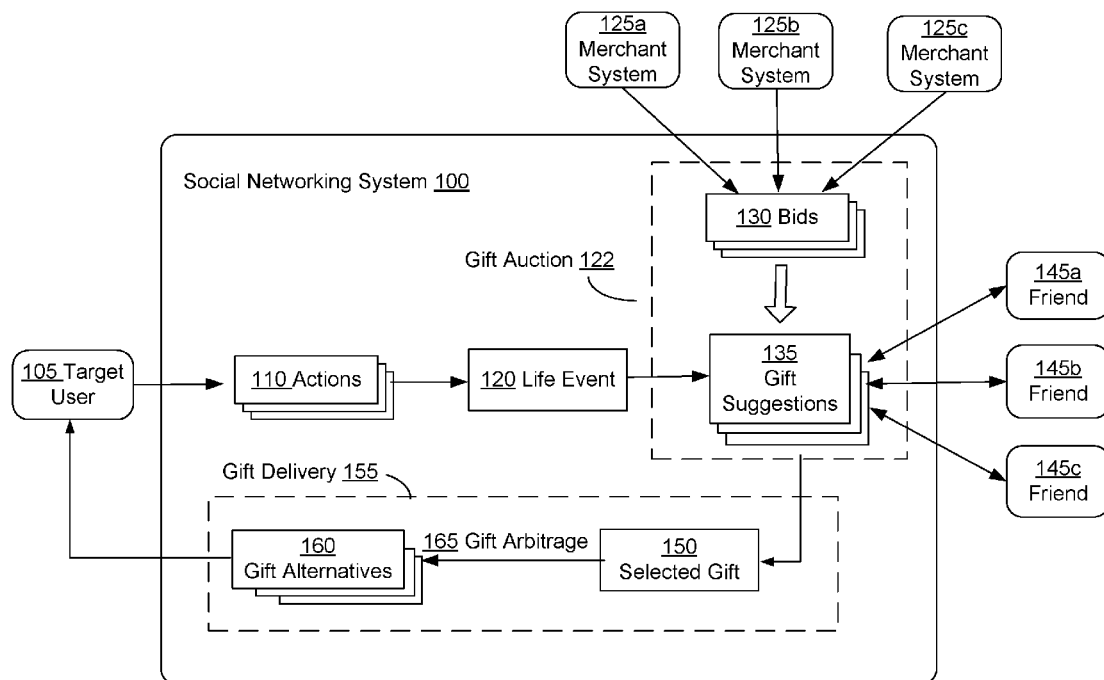 125a
Merchant
System
125b
Merchant
System
125c
Merchant
System
Social Networking System 100
130 Bids
Gift Auction 122
145a
Friend
105 Target
User
110 Actions
120 Life Event
135
Gift
Suggestions
145b
Friend
145c
Friend
Gift Delivery 155
160
Gift Alternatives
165 Gift Arbitrage
150
Selected Gift